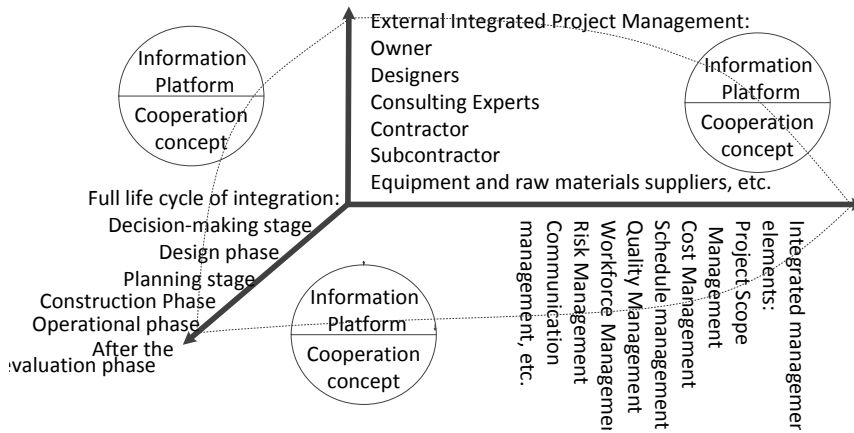 External Integrated Project Management:
Owner
Designers
Consulting Experts
Contractor
Subcontractor
Equipment and raw materials suppliers, etc.
Information
Platform
Cooperation
concept
Information
Platform
Cooperation
concept
Full life cycle of integration:
Decision-making stage
Design phase
Planning stage
Construction Phase
Operational phase
After the
evaluation phase
Information
Platform
Cooperation
concept
Integrated management
elements:
Project Scope
Management
Cost Management
Schedule management
Quality Management
Workforce Management
Risk Management
Communication
management, etc.